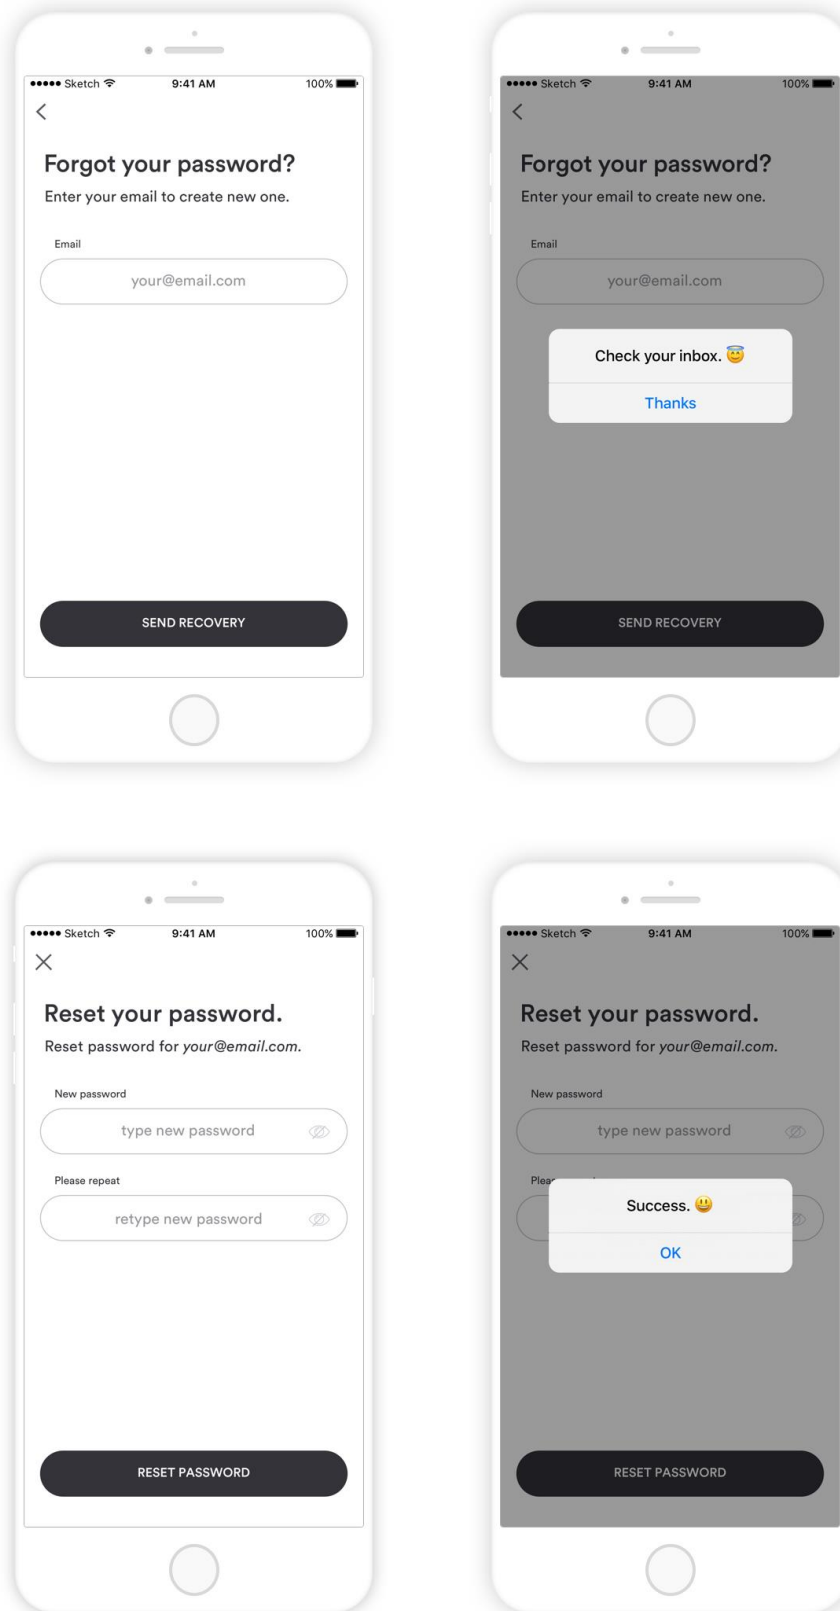 Sketch 9:41 AM 100%
Forgot your password?
Enter your email to create new one.
Email
your@email.com
SEND RECOVERY
Sketch 9:41 AM 100%
Forgot your password?
Enter your email to create new one.
Email
your@email.com
Check your inbox. 😇
Thanks
SEND RECOVERY
Sketch 9:41 AM 100%
Reset your password.
Reset password for your@email.com.
New password
type new password
Please repeat
retype new password
RESET PASSWORD
Sketch 9:41 AM 100%
Reset your password.
Reset password for your@email.com.
New password
type new password
Success. 😃
OK
RESET PASSWORD